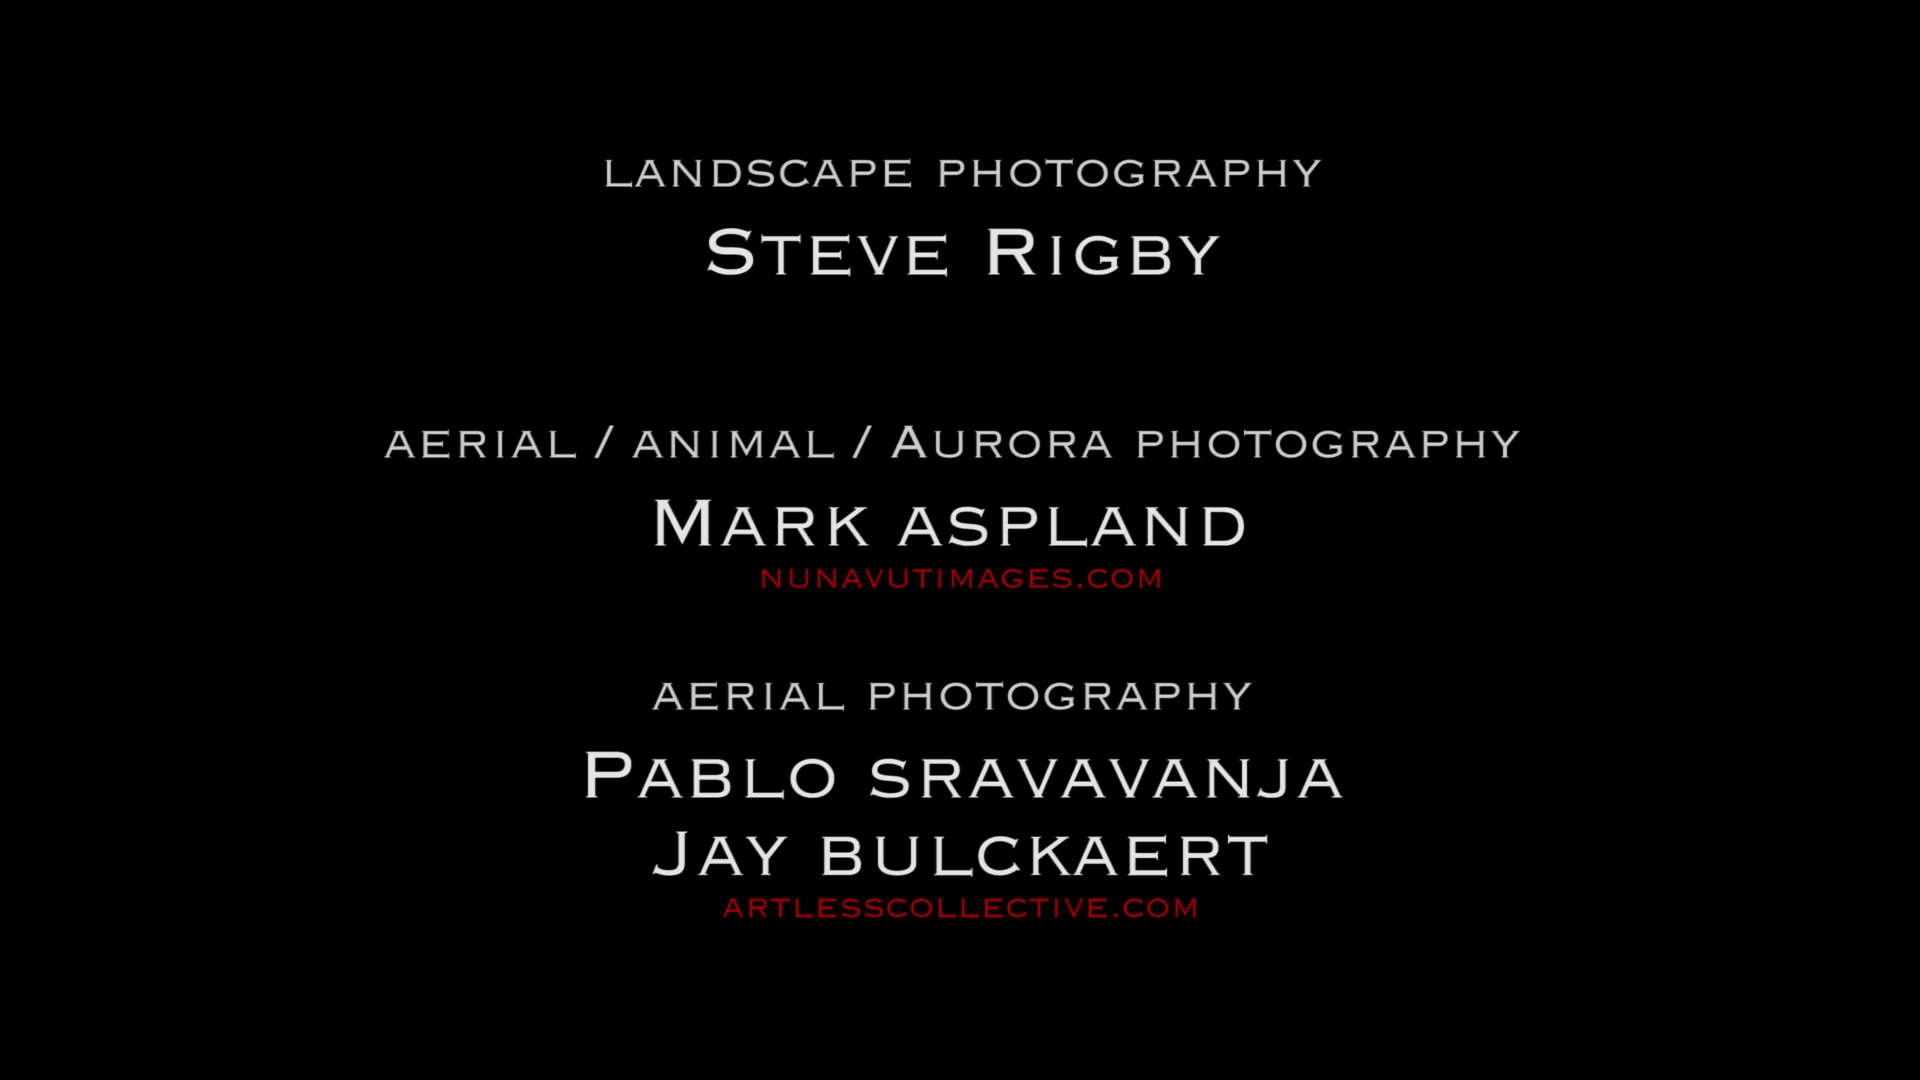 LANDSCAPE PHOTOGRAPHY
STEVE RIGBY
AERIAL / ANIMAL / AURORA PHOTOGRAPHY
MARK ASPLAND
NUNAVUTIMAGES.COM
AERIAL PHOTOGRAPHY
PABLO SRAVAVANJA
JAY BULCKAERT
ARTLESSCOLLECTIVE.COM